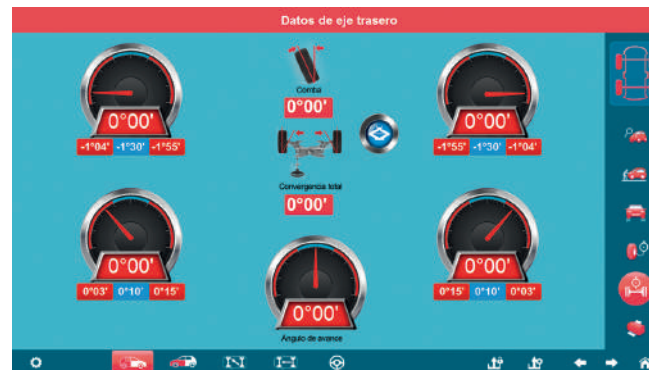 Datos de eje trasero
Comba
0°00'
0°00'
-1°04' -1°30' -1°55'
0°00'
-1°55' -1°30' -1°04'
Convergencia total
0°00'
0°00'
0°03' 0°10' 0°15'
0°00'
0°15' 0°10' 0°03'
0°00'
Angulo de avance